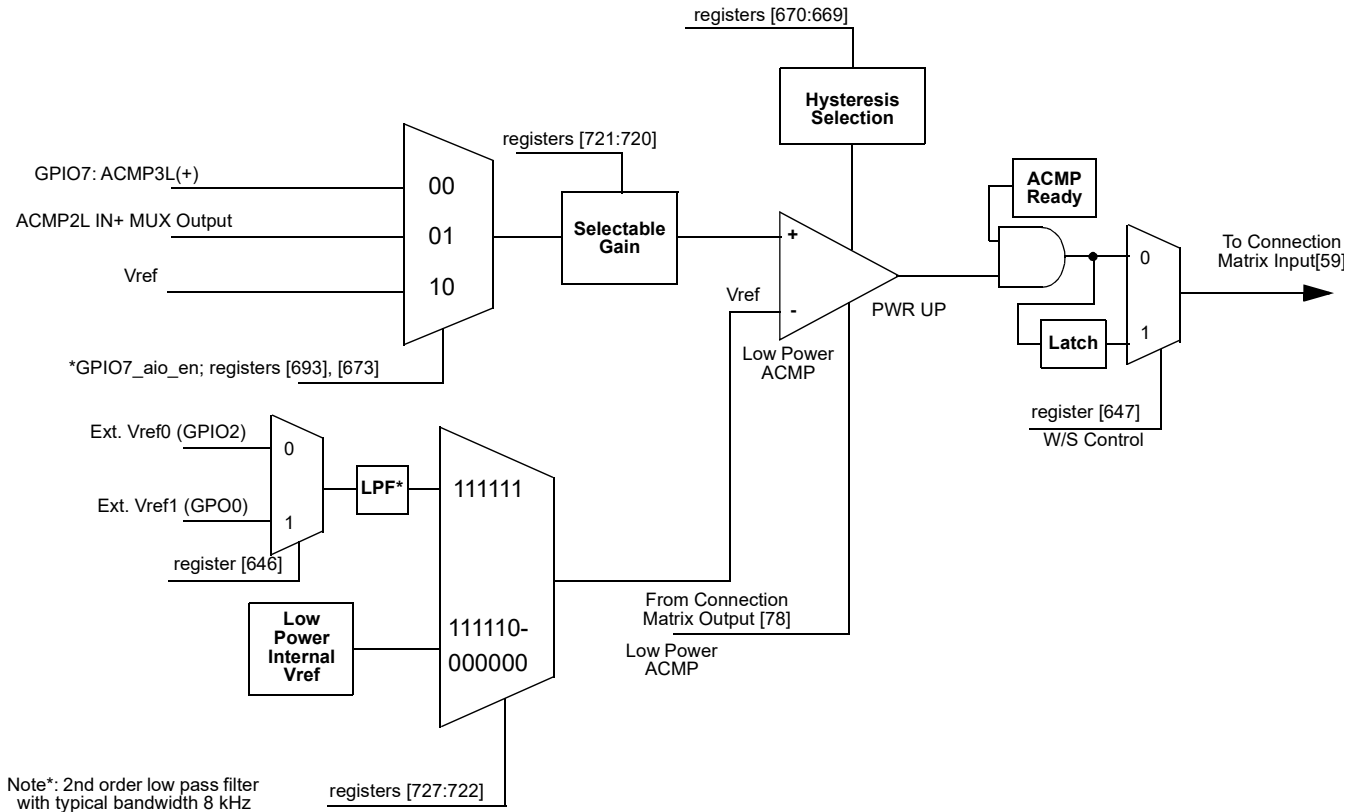 registers [670:669]
Hysteresis
Selection
registers [721:720]
GPIO7: ACMP3L(+)
00
ACMP2L IN+ MUX Output
01
Vref
10
Selectable
Gain
*GPIO7_aio_en; registers [693], [673]
+
Vref
-
Low Power
ACMP
PWR UP
ACMP
Ready
0
1
Latch
To Connection
Matrix Input[59]
register [647]
W/S Control
Ext. Vref0 (GPIO2)
0
Ext. Vref1 (GPO0)
1
register [646]
LPF*
111111
Low
Power
Internal
Vref
111110-
000000
From Connection
Matrix Output [78]
Low Power
ACMP
Note*: 2nd order low pass filter
with typical bandwidth 8 kHz
registers [727:722]